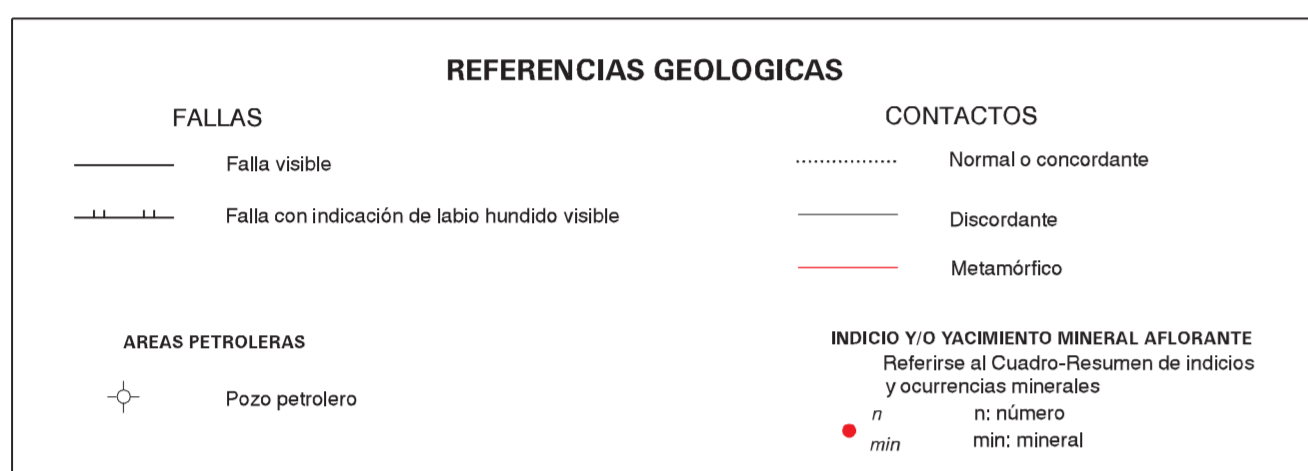 REFERENCIAS GEOLOGICAS
FALLAS
Falla visible
Falla con indicación de labio hundido visible
CONTACTOS
Normal o concordante
Discordante
Metamórfico
AREAS PETROLERAS
Pozo petrolero
INDICIO Y/O YACIMIENTO MINERAL AFLORANTE
Referirse al Cuadro-Resumen de indicios
y ocurrencias minerales
n n: número
min min: mineral